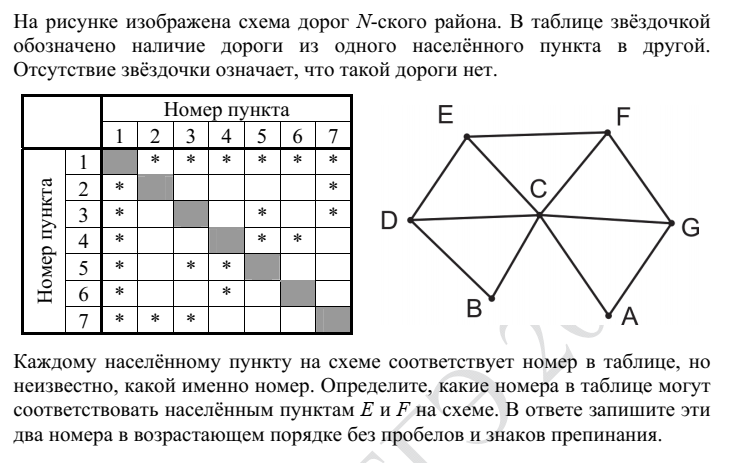 На рисунке изображена схема дорог N-ского района. В таблице звёздочкой
обозначено наличие дороги из одного населённого пункта в другой.
Отсутствие звёздочки означает, что такой дороги нет.
Номер пункта
1 2 3 4 5 6 7
Номер пункта
1 * * * * * *
2 * *
3 * * *
4 * * *
5 * * *
6 * *
7 * * *
E
F
C
D
G
B
A
Каждому населённому пункту на схеме соответствует номер в таблице, но
неизвестно, какой именно номер. Определите, какие номера в таблице могут
соответствовать населённым пунктам E и F на схеме. В ответе запишите эти
два номера в возрастающем порядке без пробелов и знаков препинания.